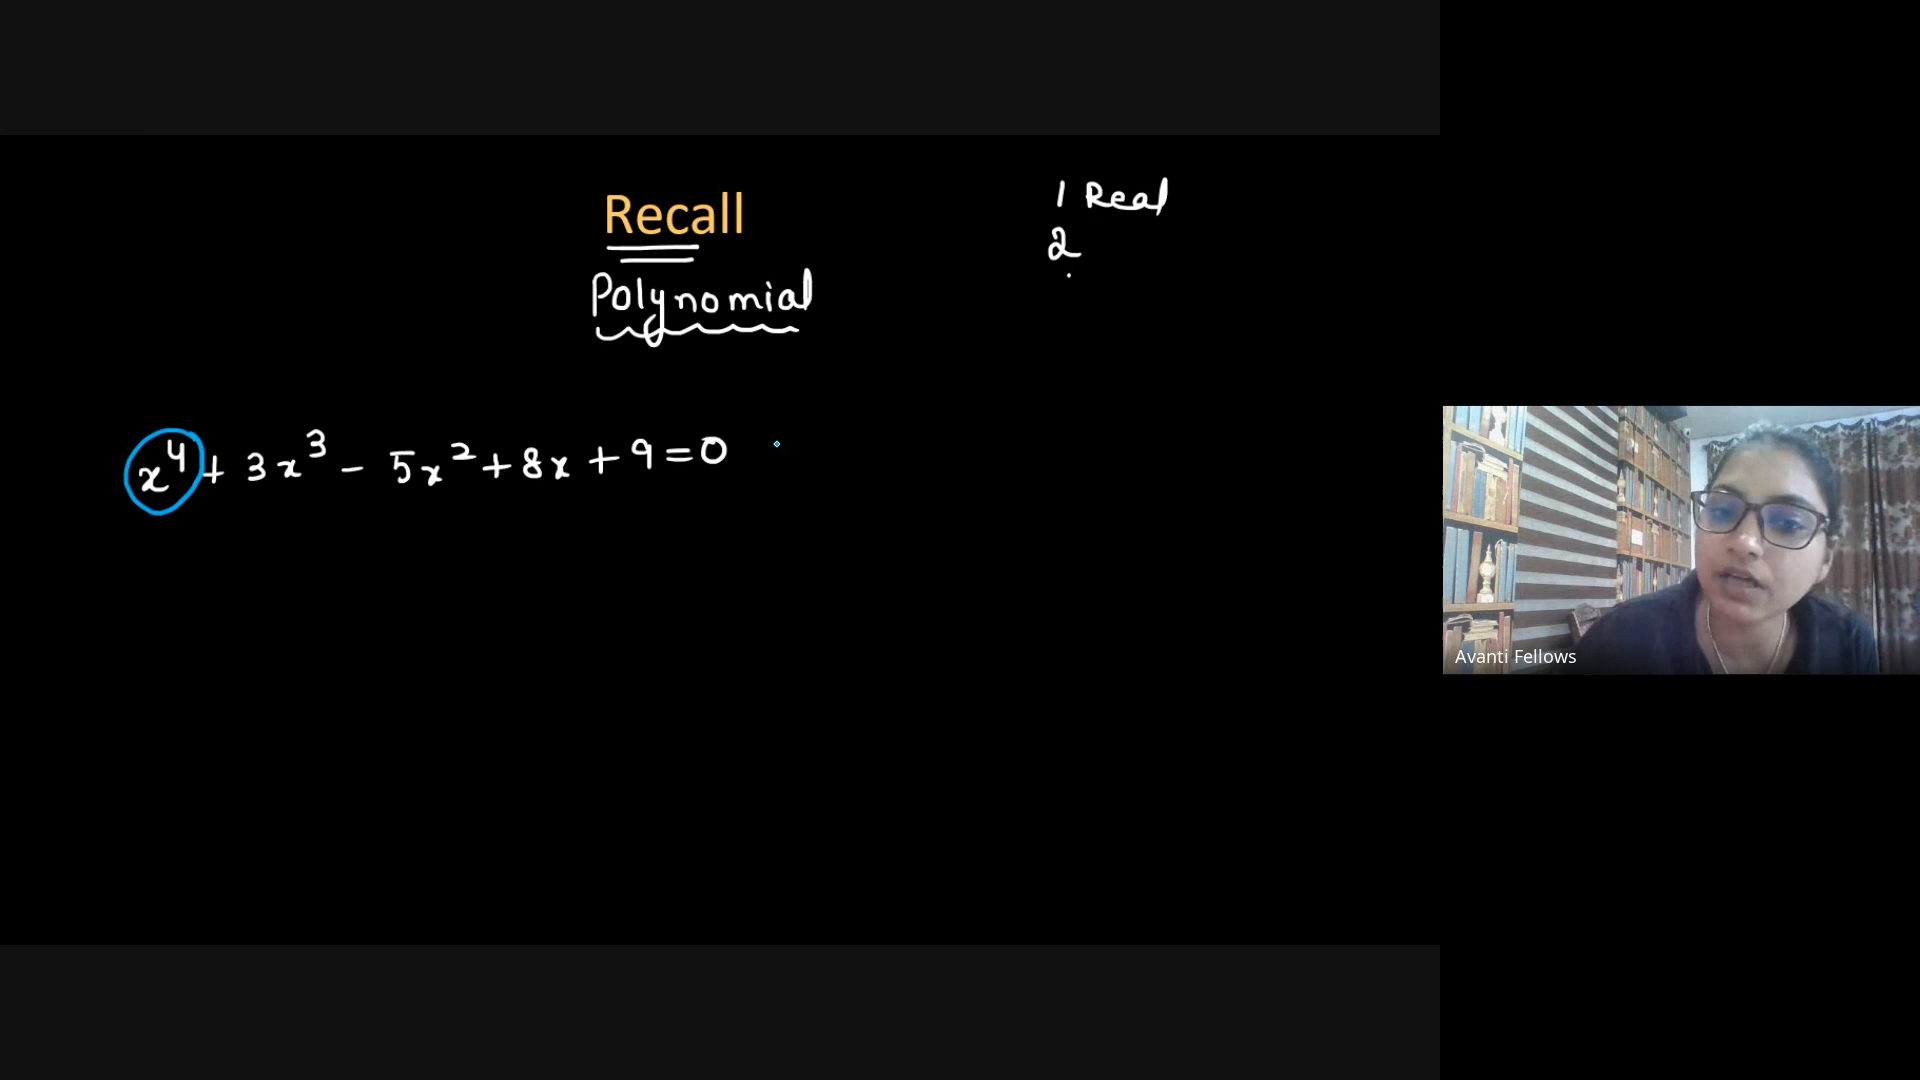 Recall
Polynomial
1 Real
2
x⁴ + 3x³ - 5x² + 8x + 9 = 0
Avanti Fellows